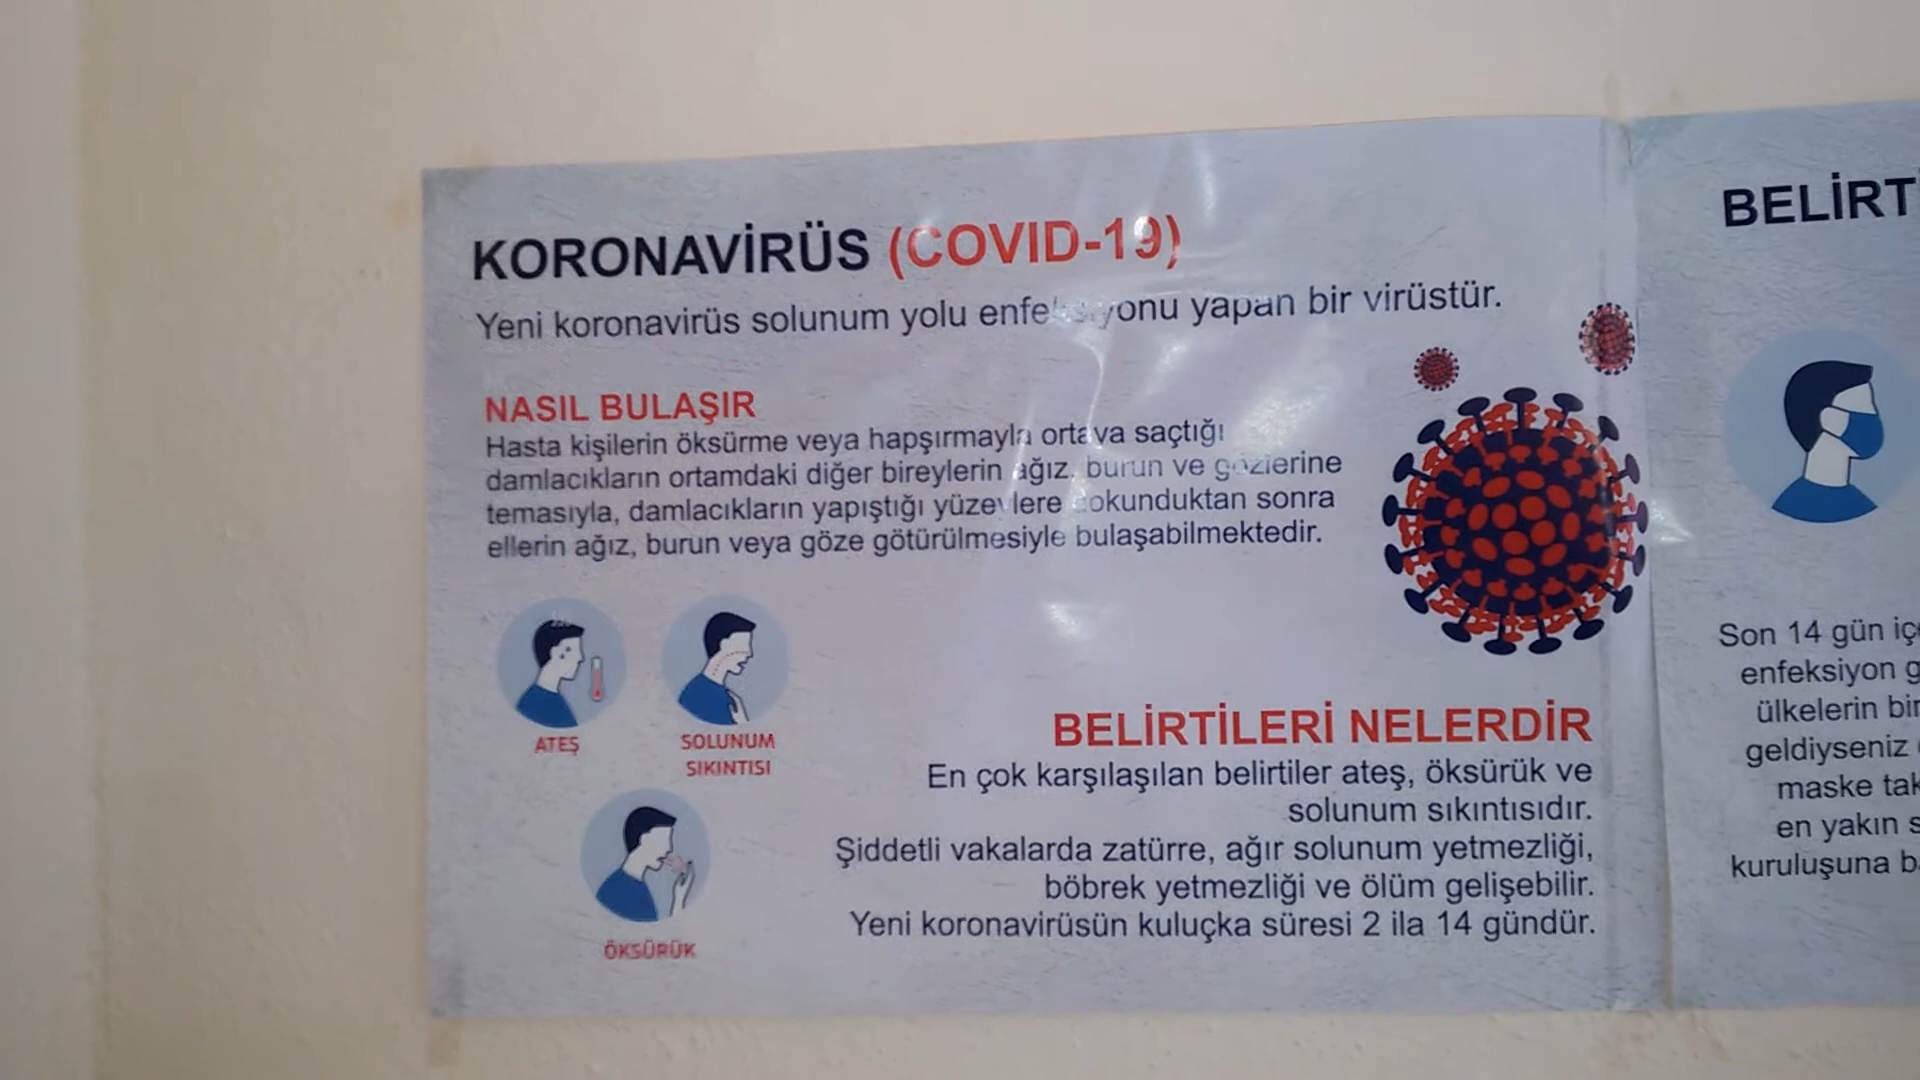 KORONAVİRÜS (COVID-19)
Yeni koronavirüs solunum yolu enfeksiyonu yapan bir virüstür.
NASIL BULAŞIR
Hasta kişilerin öksürme veya hapşırmayla ortaya saçtığı
damlacıkların ortamdaki diğer bireylerin ağız, burun ve gözlerine
temasıyla, damlacıkların yapıştığı yüzeylere dokunduktan sonra
ellerin ağız, burun veya göze götürülmesiyle bulaşabilmektedir.
ATEŞ
SOLUNUM
SIKINTISI
ÖKSÜRÜK
BELİRTİLERİ NELERDİR
En çok karşılaşılan belirtiler ateş, öksürük ve
solunum sıkıntısıdır.
Şiddetli vakalarda zatürre, ağır solunum yetmezliği,
böbrek yetmezliği ve ölüm gelişebilir.
Yeni koronavirüsün kuluçka süresi 2 ila 14 gündür.
BELİRT
Son 14 gün
enfeksiyon
ülkelerin
geldiyseniz
maske
en yakın
kuruluşuna